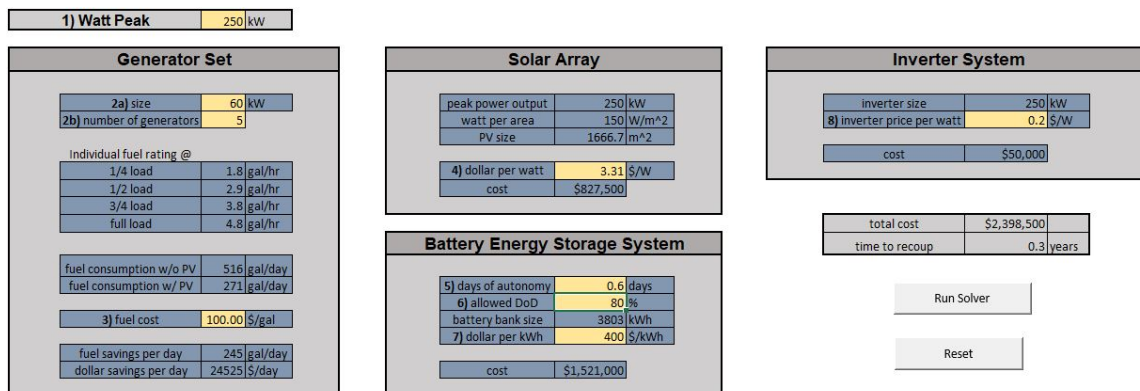 1) Watt Peak 250 kW
Generator Set
2a) size 60 kW
2b) number of generators 5
Individual fuel rating @
1/4 load 1.8 gal/hr
1/2 load 2.9 gal/hr
3/4 load 3.8 gal/hr
full load 4.8 gal/hr
fuel consumption w/o PV 516 gal/day
fuel consumption w/ PV 271 gal/day
3) fuel cost 100.00 $/gal
fuel savings per day 245 gal/day
dollar savings per day 24525 $/day
Solar Array
peak power output 250 kW
watt per area 150 W/m^2
PV size 1666.7 m^2
4) dollar per watt 3.31 $/W
cost $827,500
Battery Energy Storage System
5) days of autonomy 0.6 days
6) allowed DoD 80 %
battery bank size 3803 kWh
7) dollar per kWh 400 $/kWh
cost $1,521,000
Inverter System
inverter size 250 kW
8) inverter price per watt 0.2 $/W
cost $50,000
total cost $2,398,500
time to recoup 0.3 years
Run Solver
Reset